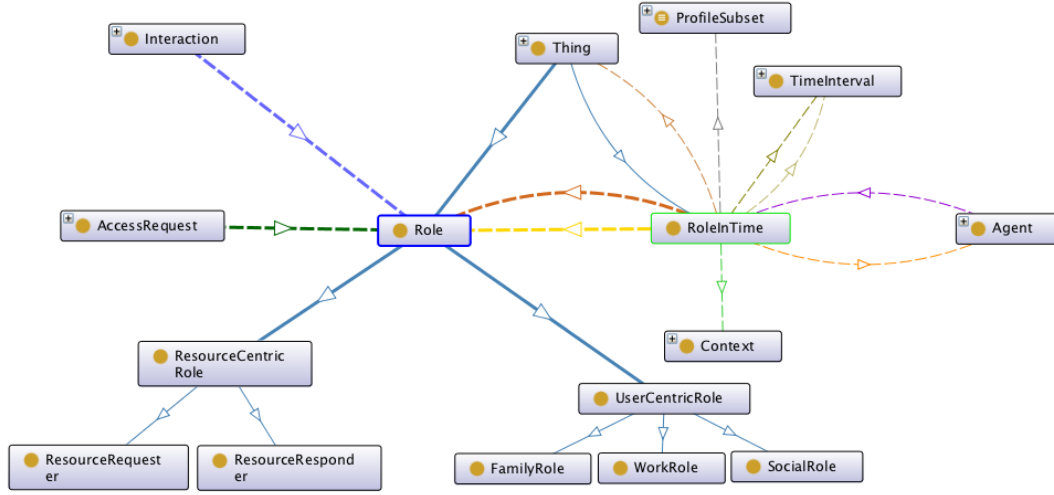 ProfileSubset
Interaction
Thing
TimeInterval
AccessRequest
Role
RoleInTime
Agent
Context
ResourceCentric
Role
UserCentricRole
ResourceRequest
er
ResourceRespond
er
FamilyRole
WorkRole
SocialRole